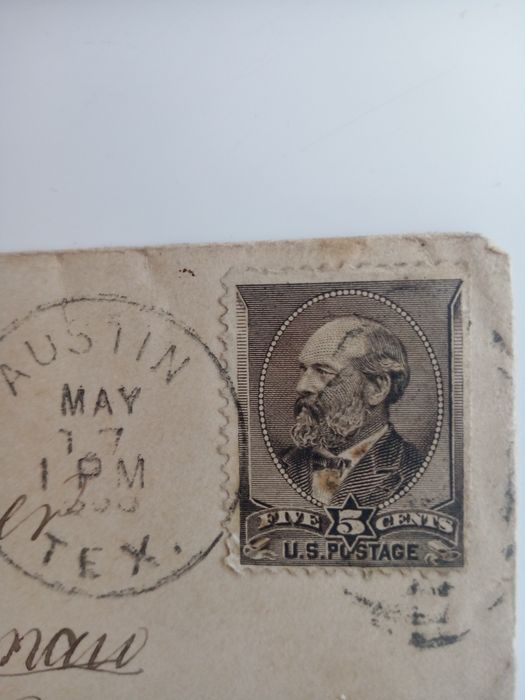 AUSTIN
MAY
17
1 PM
TEX.
FIVE 5 CENTS
U.S. POSTAGE